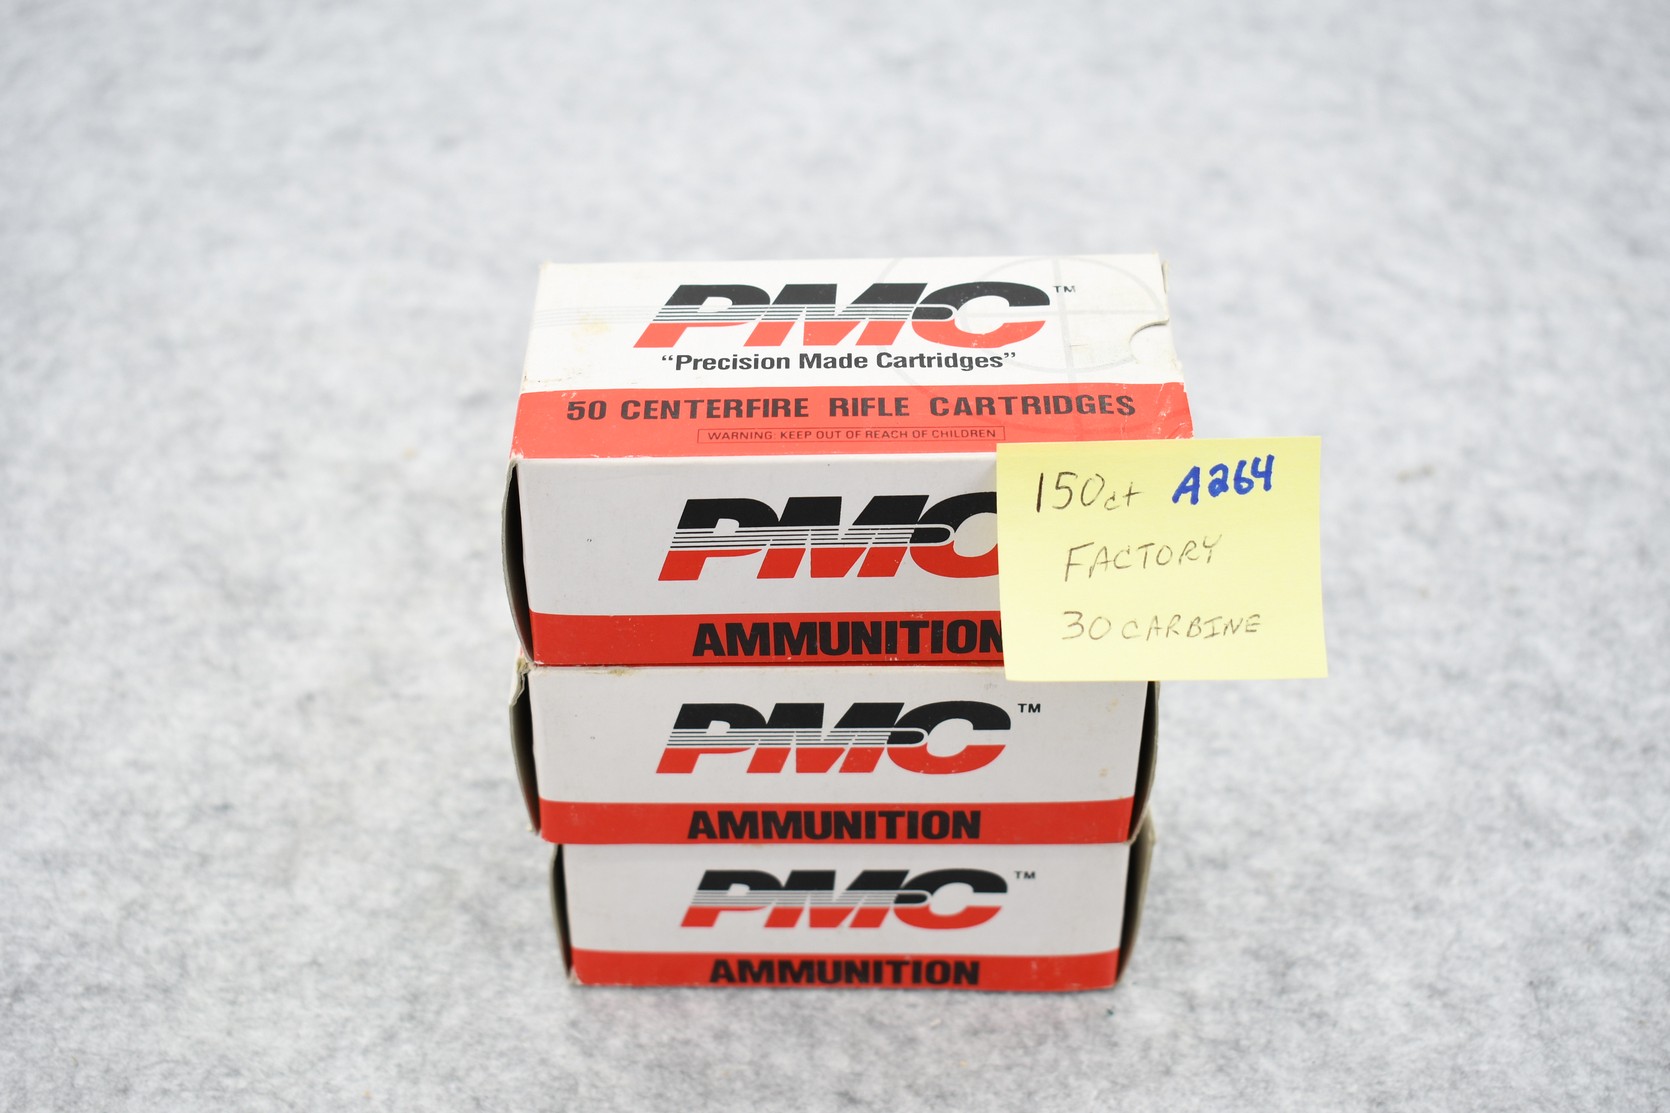 PMC™
“Precision Made Cartridges”
50 CENTERFIRE RIFLE CARTRIDGES
WARNING: KEEP OUT OF REACH OF CHILDREN
PMC
AMMUNITION
150ct A264
FACTORY
30 CARBINE
PMC™
AMMUNITION
PMC™
AMMUNITION